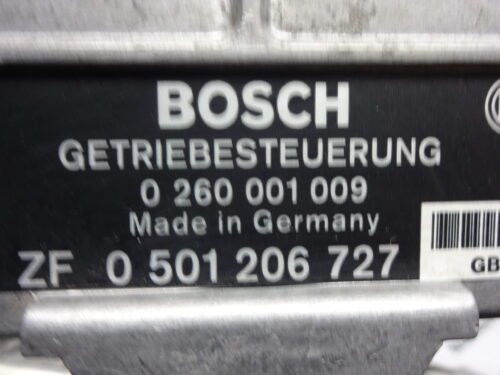 BOSCH
GETRIEBESTEUERUNG
0 260 001 009
Made in Germany
ZF 0 501 206 727
GB